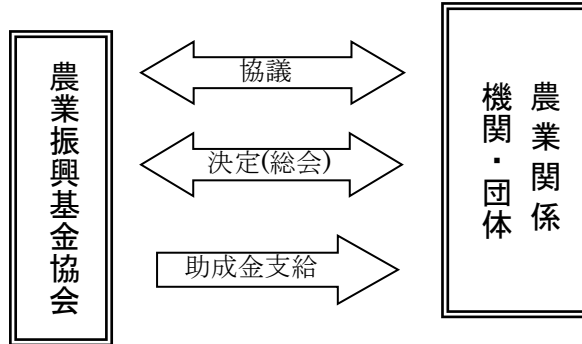 農業振興基金協会
協議
決定(総会)
助成金支給
農業関係
機関・団体